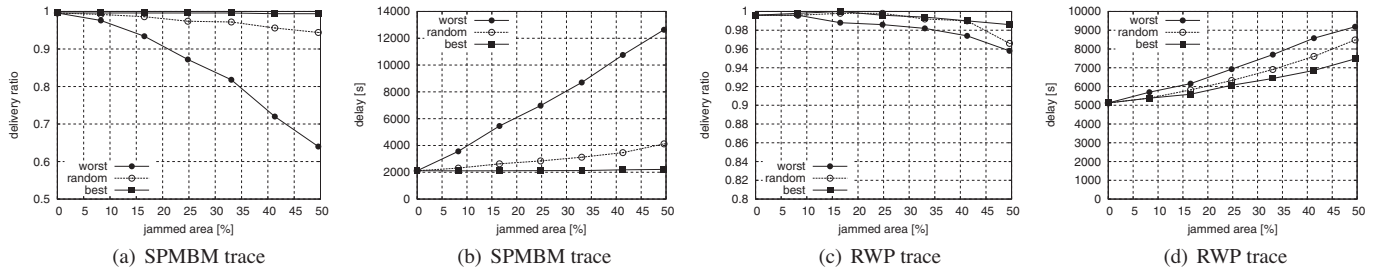 1
0.9
0.8
0.7
0.6
0.5
delivery ratio
worst
random
best
0 5 10 15 20 25 30 35 40 45 50
jammed area [%]
(a) SPMBM trace
14000
12000
10000
8000
6000
4000
2000
0
delay [s]
worst
random
best
0 5 10 15 20 25 30 35 40 45 50
jammed area [%]
(b) SPMBM trace
1
0.98
0.96
0.94
0.92
0.9
0.88
0.86
0.84
0.82
0.8
delivery ratio
worst
random
best
0 5 10 15 20 25 30 35 40 45 50
jammed area [%]
(c) RWP trace
10000
9000
8000
7000
6000
5000
4000
3000
2000
1000
0
delay [s]
worst
random
best
0 5 10 15 20 25 30 35 40 45 50
jammed area [%]
(d) RWP trace